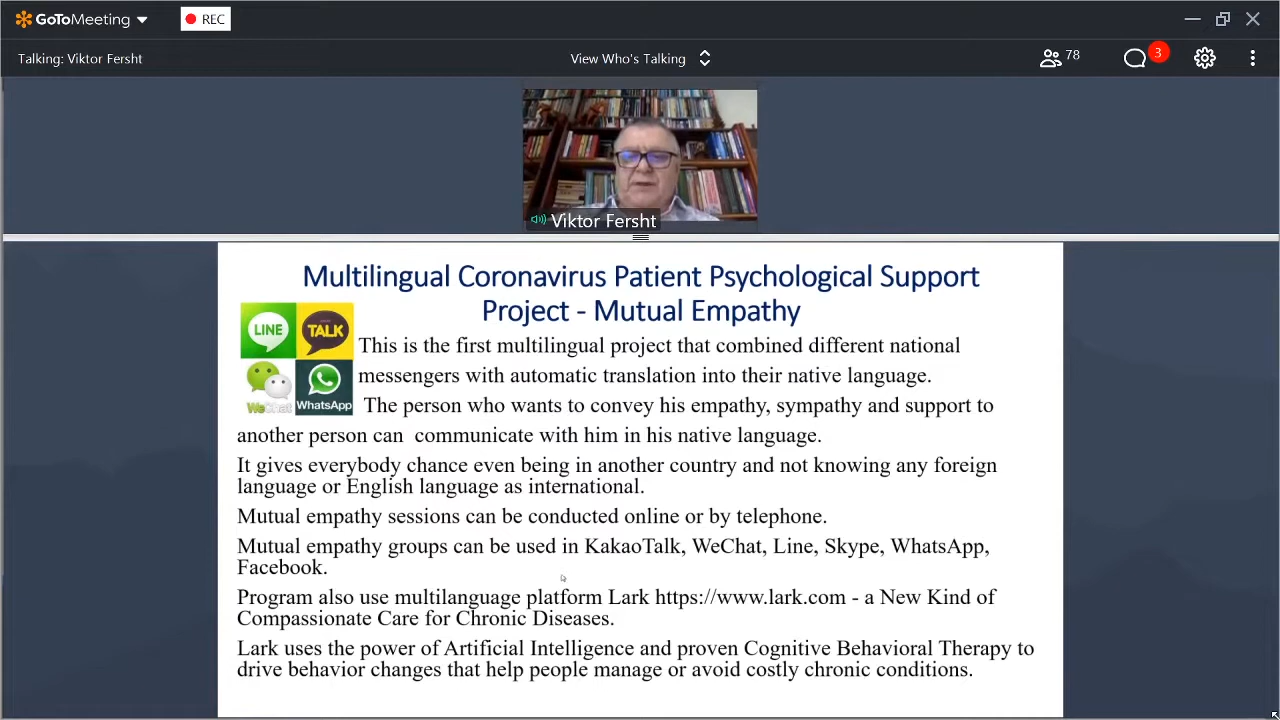 GoToMeeting
REC
Talking: Viktor Fersht
View Who's Talking
78
3
Viktor Fersht
Multilingual Coronavirus Patient Psychological Support
Project - Mutual Empathy
LINE
TALK
WeChat
WhatsApp
This is the first multilingual project that combined different national
messengers with automatic translation into their native language.
The person who wants to convey his empathy, sympathy and support to
another person can communicate with him in his native language.
It gives everybody chance even being in another country and not knowing any foreign
language or English language as international.
Mutual empathy sessions can be conducted online or by telephone.
Mutual empathy groups can be used in KakaoTalk, WeChat, Line, Skype, WhatsApp,
Facebook.
Program also use multilanguage platform Lark https://www.lark.com - a New Kind of
Compassionate Care for Chronic Diseases.
Lark uses the power of Artificial Intelligence and proven Cognitive Behavioral Therapy to
drive behavior changes that help people manage or avoid costly chronic conditions.